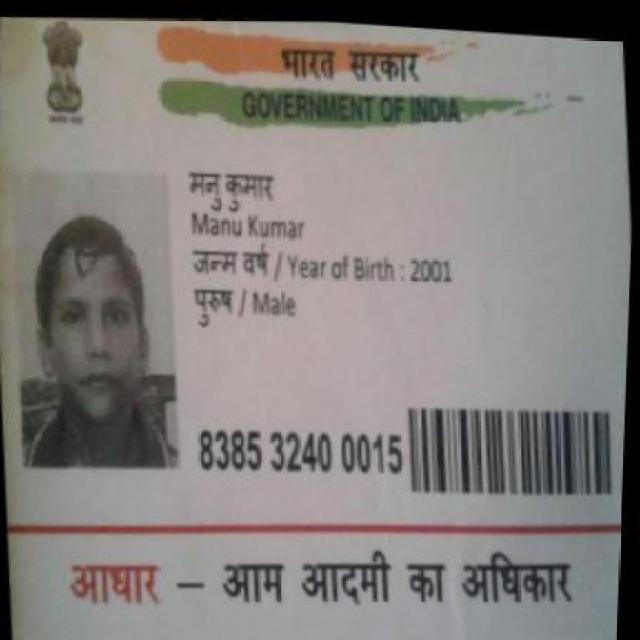 भारत सरकार
GOVERNMENT OF INDIA
मनु कुमार
Manu Kumar
जन्म वर्ष / Year of Birth : 2001
पुरुष / Male
8385 3240 0015
आधार – आम आदमी का अधिकार